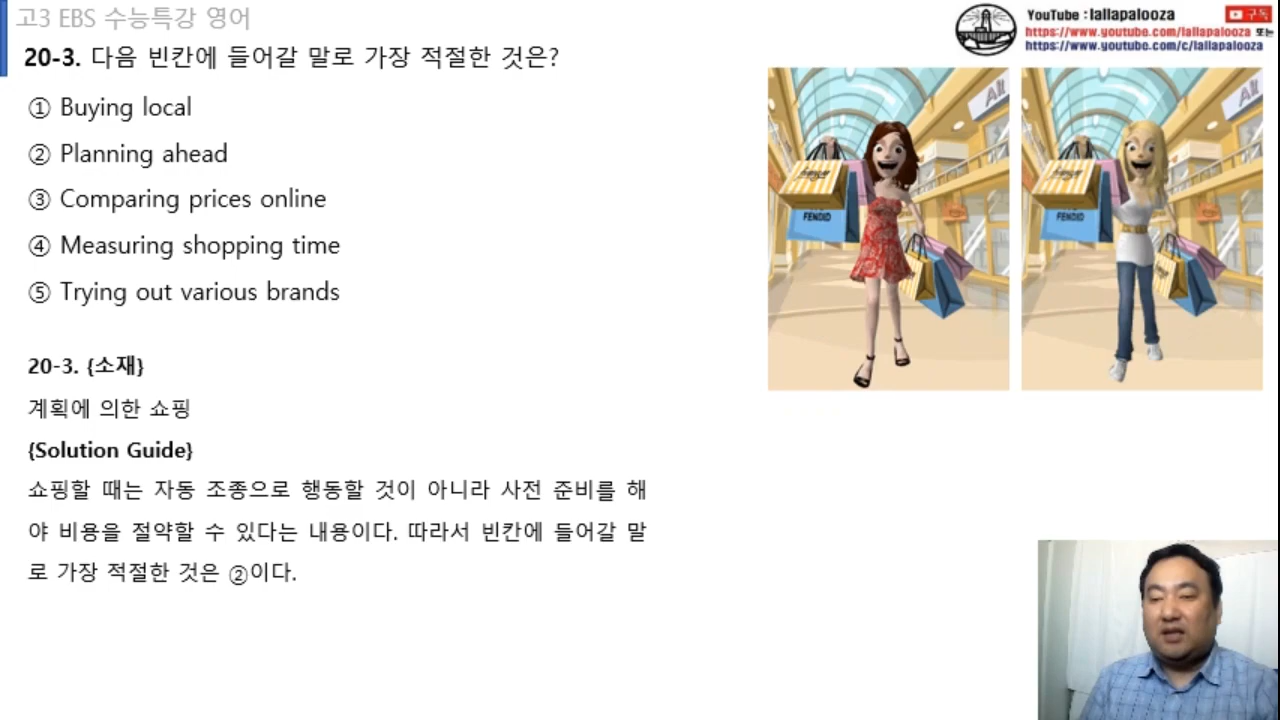 고3 EBS 수능특강 영어
20-3. 다음 빈칸에 들어갈 말로 가장 적절한 것은?
① Buying local
② Planning ahead
③ Comparing prices online
④ Measuring shopping time
⑤ Trying out various brands
20-3. {소재}
계획에 의한 쇼핑
{Solution Guide}
쇼핑할 때는 자동 조종으로 행동할 것이 아니라 사전 준비를 해
야 비용을 절약할 수 있다는 내용이다. 따라서 빈칸에 들어갈 말
로 가장 적절한 것은 ②이다.
YouTube : lallapalooza
구독
https://www.youtube.com/lallapalooza 또는
https://www.youtube.com/c/lallapalooza
FENDID
FENDID